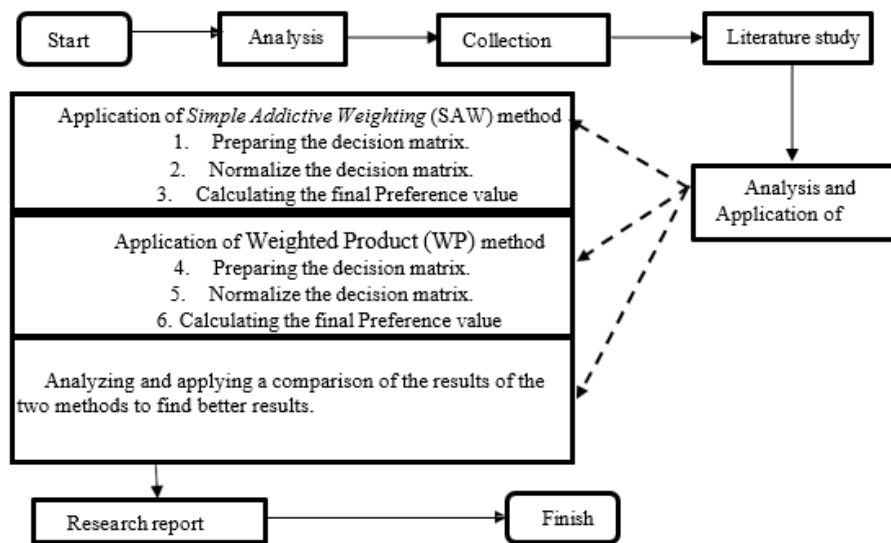 Start
Analysis
Collection
Literature study
Application of Simple Addictive Weighting (SAW) method
1. Preparing the decision matrix.
2. Normalize the decision matrix.
3. Calculating the final Preference value
Analysis and
Application of
Application of Weighted Product (WP) method
4. Preparing the decision matrix.
5. Normalize the decision matrix.
6. Calculating the final Preference value
Analyzing and applying a comparison of the results of the
two methods to find better results.
Research report
Finish